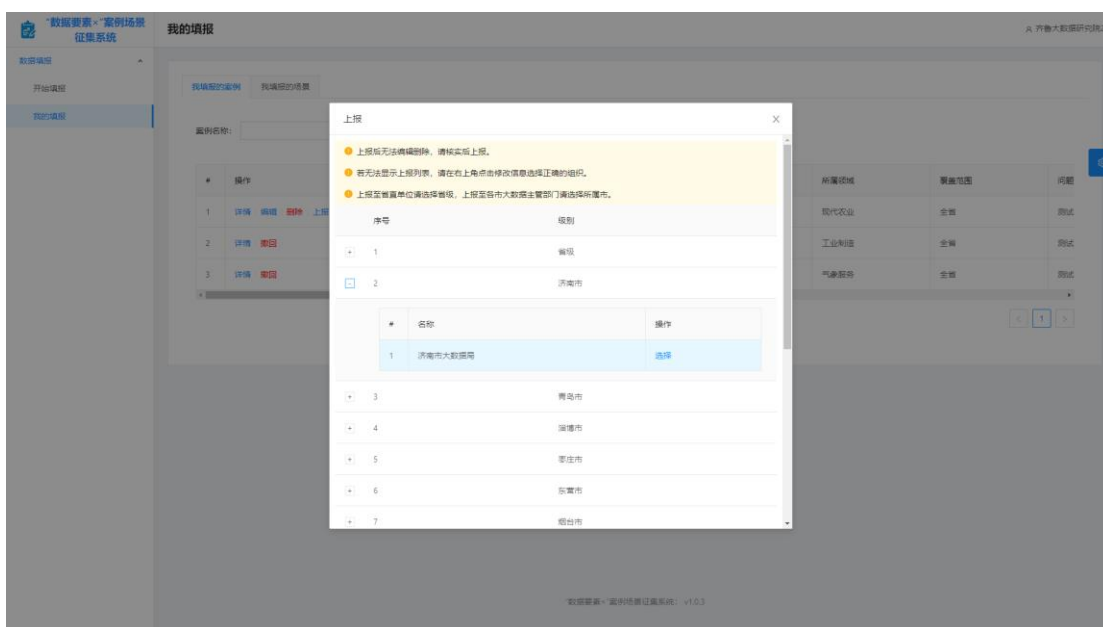 "数据要素×"案例场景
征集系统
我的填报
齐鲁大数据研究院
数据填报
开始填报
我的填报
我填报的案例 我填报的场景
案例名称:
# 操作 所属领域 覆盖范围 问题
1 详情 编辑 删除 上报 现代农业 全省 测试
2 详情 撤回 工业制造 全省 测试
3 详情 撤回 气象服务 全省 测试
1
上报
上报后无法编辑删除，请核实后上报。
若无法显示上报列表，请在右上角点击修改信息选择正确的组织。
上报至省直单位请选择省级，上报至各市大数据主管部门请选择所属市。
序号 级别
1 省级
2 济南市
# 名称 操作
1 济南市大数据局 选择
3 青岛市
4 淄博市
5 枣庄市
6 东营市
7 烟台市
"数据要素×"案例场景征集系统： v1.0.3